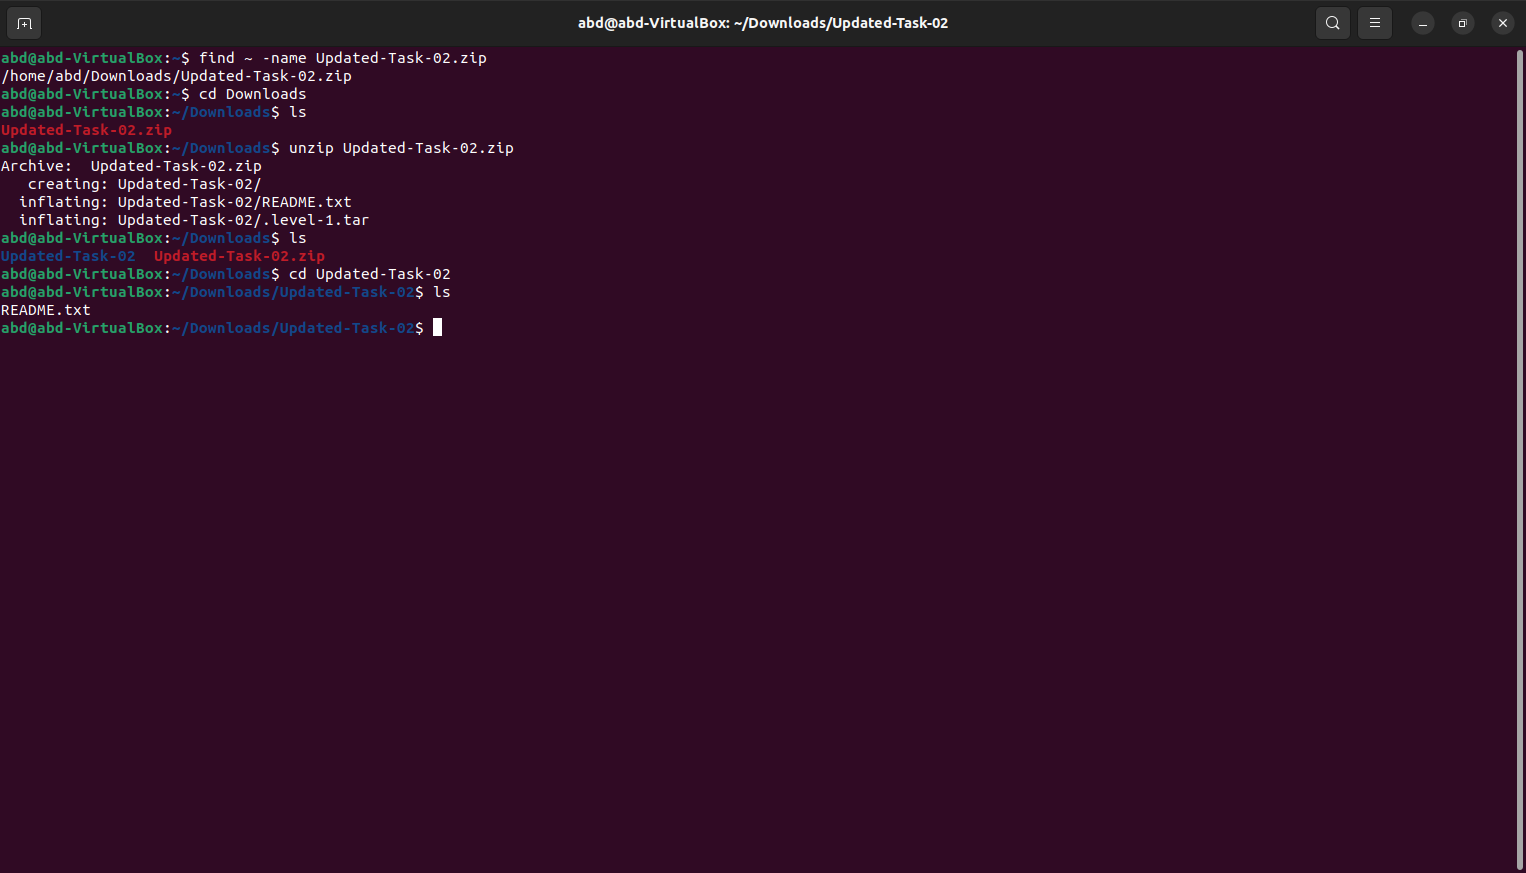 abd@abd-VirtualBox: ~/Downloads/Updated-Task-02
abd@abd-VirtualBox:~$ find ~ -name Updated-Task-02.zip
/home/abd/Downloads/Updated-Task-02.zip
abd@abd-VirtualBox:~$ cd Downloads
abd@abd-VirtualBox:~/Downloads$ ls
Updated-Task-02.zip
abd@abd-VirtualBox:~/Downloads$ unzip Updated-Task-02.zip
Archive:  Updated-Task-02.zip
   creating: Updated-Task-02/
  inflating: Updated-Task-02/README.txt
  inflating: Updated-Task-02/.level-1.tar
abd@abd-VirtualBox:~/Downloads$ ls
Updated-Task-02  Updated-Task-02.zip
abd@abd-VirtualBox:~/Downloads$ cd Updated-Task-02
abd@abd-VirtualBox:~/Downloads/Updated-Task-02$ ls
README.txt
abd@abd-VirtualBox:~/Downloads/Updated-Task-02$